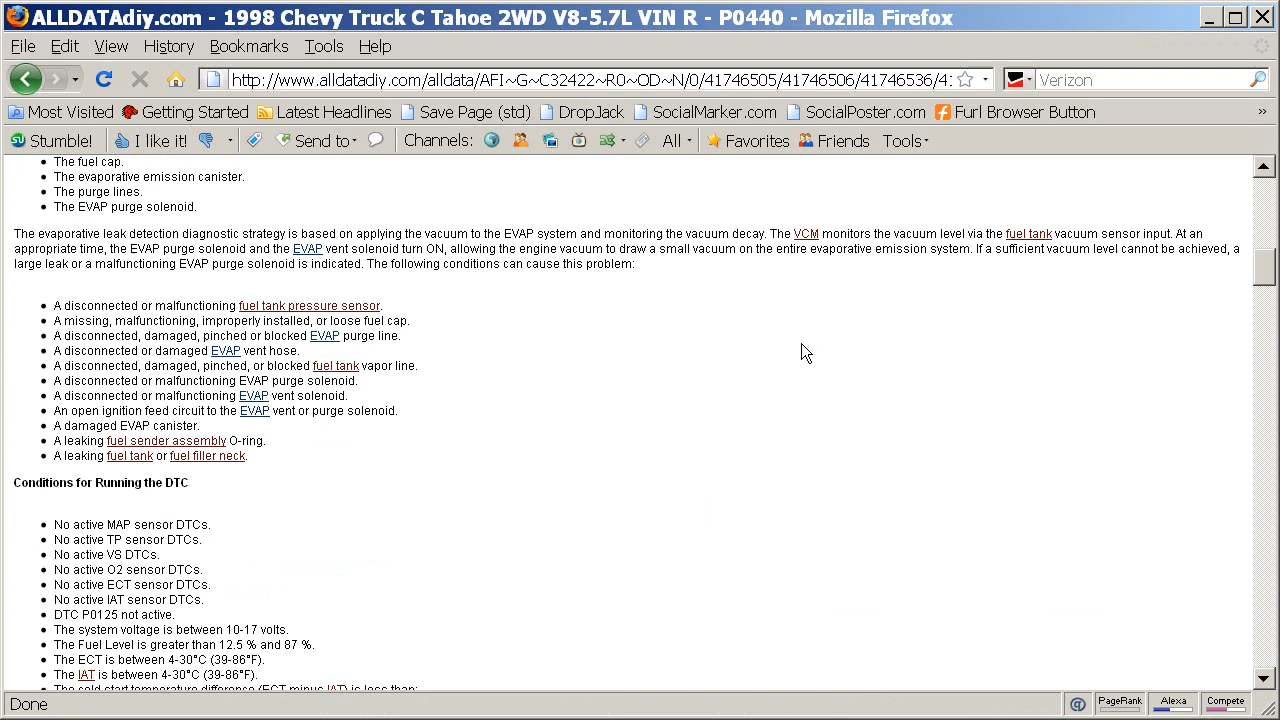 ALLDATAdiy.com - 1998 Chevy Truck C Tahoe 2WD V8-5.7L VIN R - P0440 - Mozilla Firefox
File Edit View History Bookmarks Tools Help
http://www.alldatadiy.com/alldata/AFI~G~C32422~R0~OD~N/0/41746505/41746506/41746536/41 Verizon
Most Visited Getting Started Latest Headlines Save Page (std) DropJack SocialMarker.com SocialPoster.com Furl Browser Button »
Stumble! I like it! Send to Channels: All Favorites Friends Tools
• The fuel cap.
• The evaporative emission canister.
• The purge lines.
• The EVAP purge solenoid.
The evaporative leak detection diagnostic strategy is based on applying the vacuum to the EVAP system and monitoring the vacuum decay. The VCM monitors the vacuum level via the fuel tank vacuum sensor input. At an
appropriate time, the EVAP purge solenoid and the EVAP vent solenoid turn ON, allowing the engine vacuum to draw a small vacuum on the entire evaporative emission system. If a sufficient vacuum level cannot be achieved, a
large leak or a malfunctioning EVAP purge solenoid is indicated. The following conditions can cause this problem:
• A disconnected or malfunctioning fuel tank pressure sensor.
• A missing, malfunctioning, improperly installed, or loose fuel cap.
• A disconnected, damaged, pinched or blocked EVAP purge line.
• A disconnected or damaged EVAP vent hose.
• A disconnected, damaged, pinched, or blocked fuel tank vapor line.
• A disconnected or malfunctioning EVAP purge solenoid.
• A disconnected or malfunctioning EVAP vent solenoid.
• An open ignition feed circuit to the EVAP vent or purge solenoid.
• A damaged EVAP canister.
• A leaking fuel sender assembly O-ring.
• A leaking fuel tank or fuel filler neck.
Conditions for Running the DTC
• No active MAP sensor DTCs.
• No active TP sensor DTCs.
• No active VS DTCs.
• No active O2 sensor DTCs.
• No active ECT sensor DTCs.
• No active IAT sensor DTCs.
• DTC P0125 not active.
• The system voltage is between 10-17 volts.
• The Fuel Level is greater than 12.5 % and 87 %.
• The ECT is between 4-30°C (39-86°F).
• The IAT is between 4-30°C (39-86°F).
• The cold start temperature difference (ECT minus IAT) is less than:
Done PageRank Alexa Compete